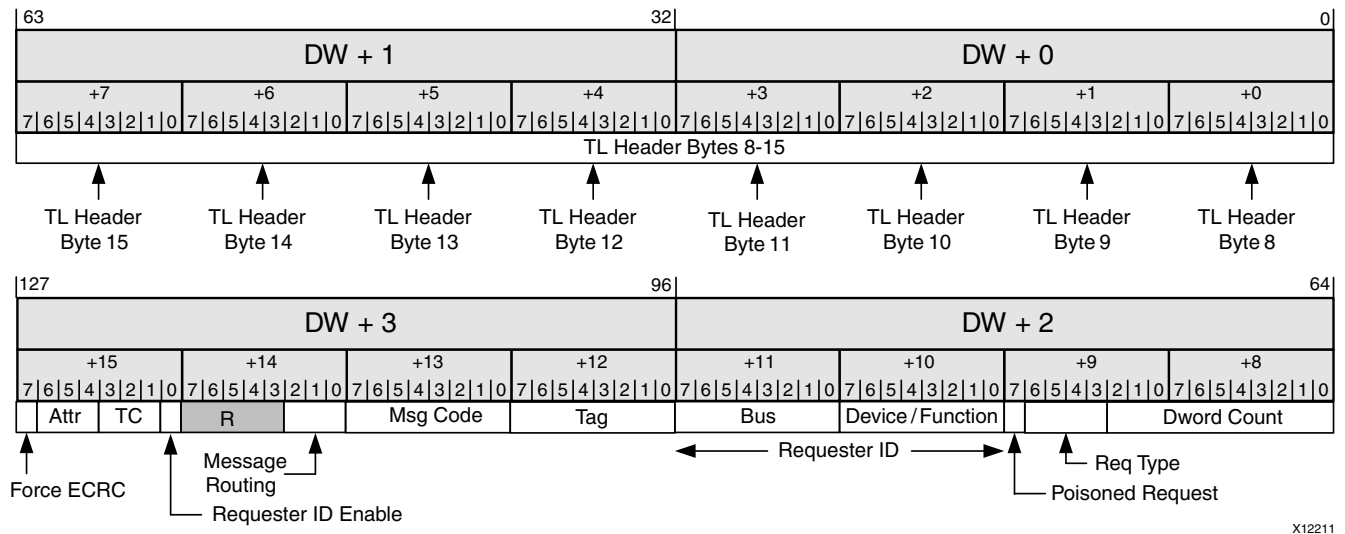 63 32 0
DW + 1 DW + 0
+7 +6 +5 +4 +3 +2 +1 +0
7 6 5 4 3 2 1 0 7 6 5 4 3 2 1 0 7 6 5 4 3 2 1 0 7 6 5 4 3 2 1 0 7 6 5 4 3 2 1 0 7 6 5 4 3 2 1 0 7 6 5 4 3 2 1 0 7 6 5 4 3 2 1 0
TL Header Bytes 8-15
TL Header TL Header TL Header TL Header TL Header TL Header TL Header TL Header
Byte 15 Byte 14 Byte 13 Byte 12 Byte 11 Byte 10 Byte 9 Byte 8
127 96 64
DW + 3 DW + 2
+15 +14 +13 +12 +11 +10 +9 +8
7 6 5 4 3 2 1 0 7 6 5 4 3 2 1 0 7 6 5 4 3 2 1 0 7 6 5 4 3 2 1 0 7 6 5 4 3 2 1 0 7 6 5 4 3 2 1 0 7 6 5 4 3 2 1 0 7 6 5 4 3 2 1 0
Attr TC R Msg Code Tag Bus Device/Function Dword Count
Message Requester ID Req Type
Force ECRC Routing Poisoned Request
Requester ID Enable
X12211